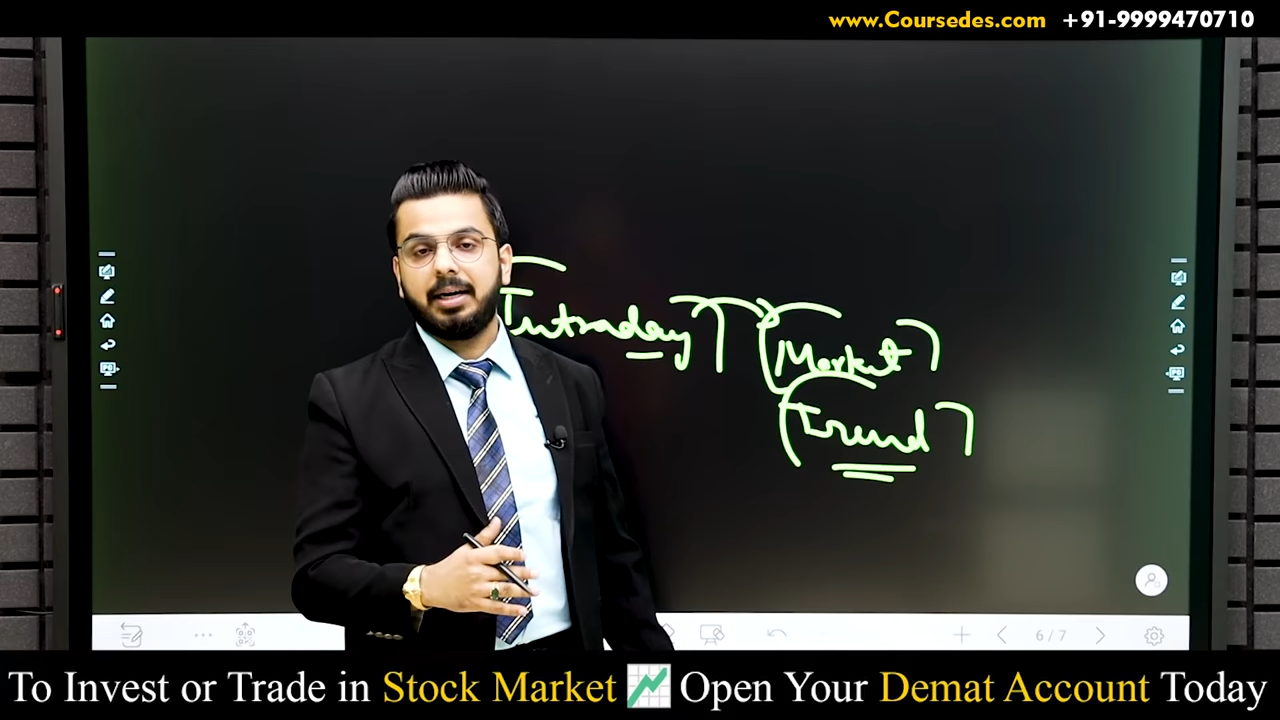 www.Coursedes.com +91-9999470710
Intraday
Market
Trend
6 / 7
To Invest or Trade in Stock Market 📈 Open Your Demat Account Today